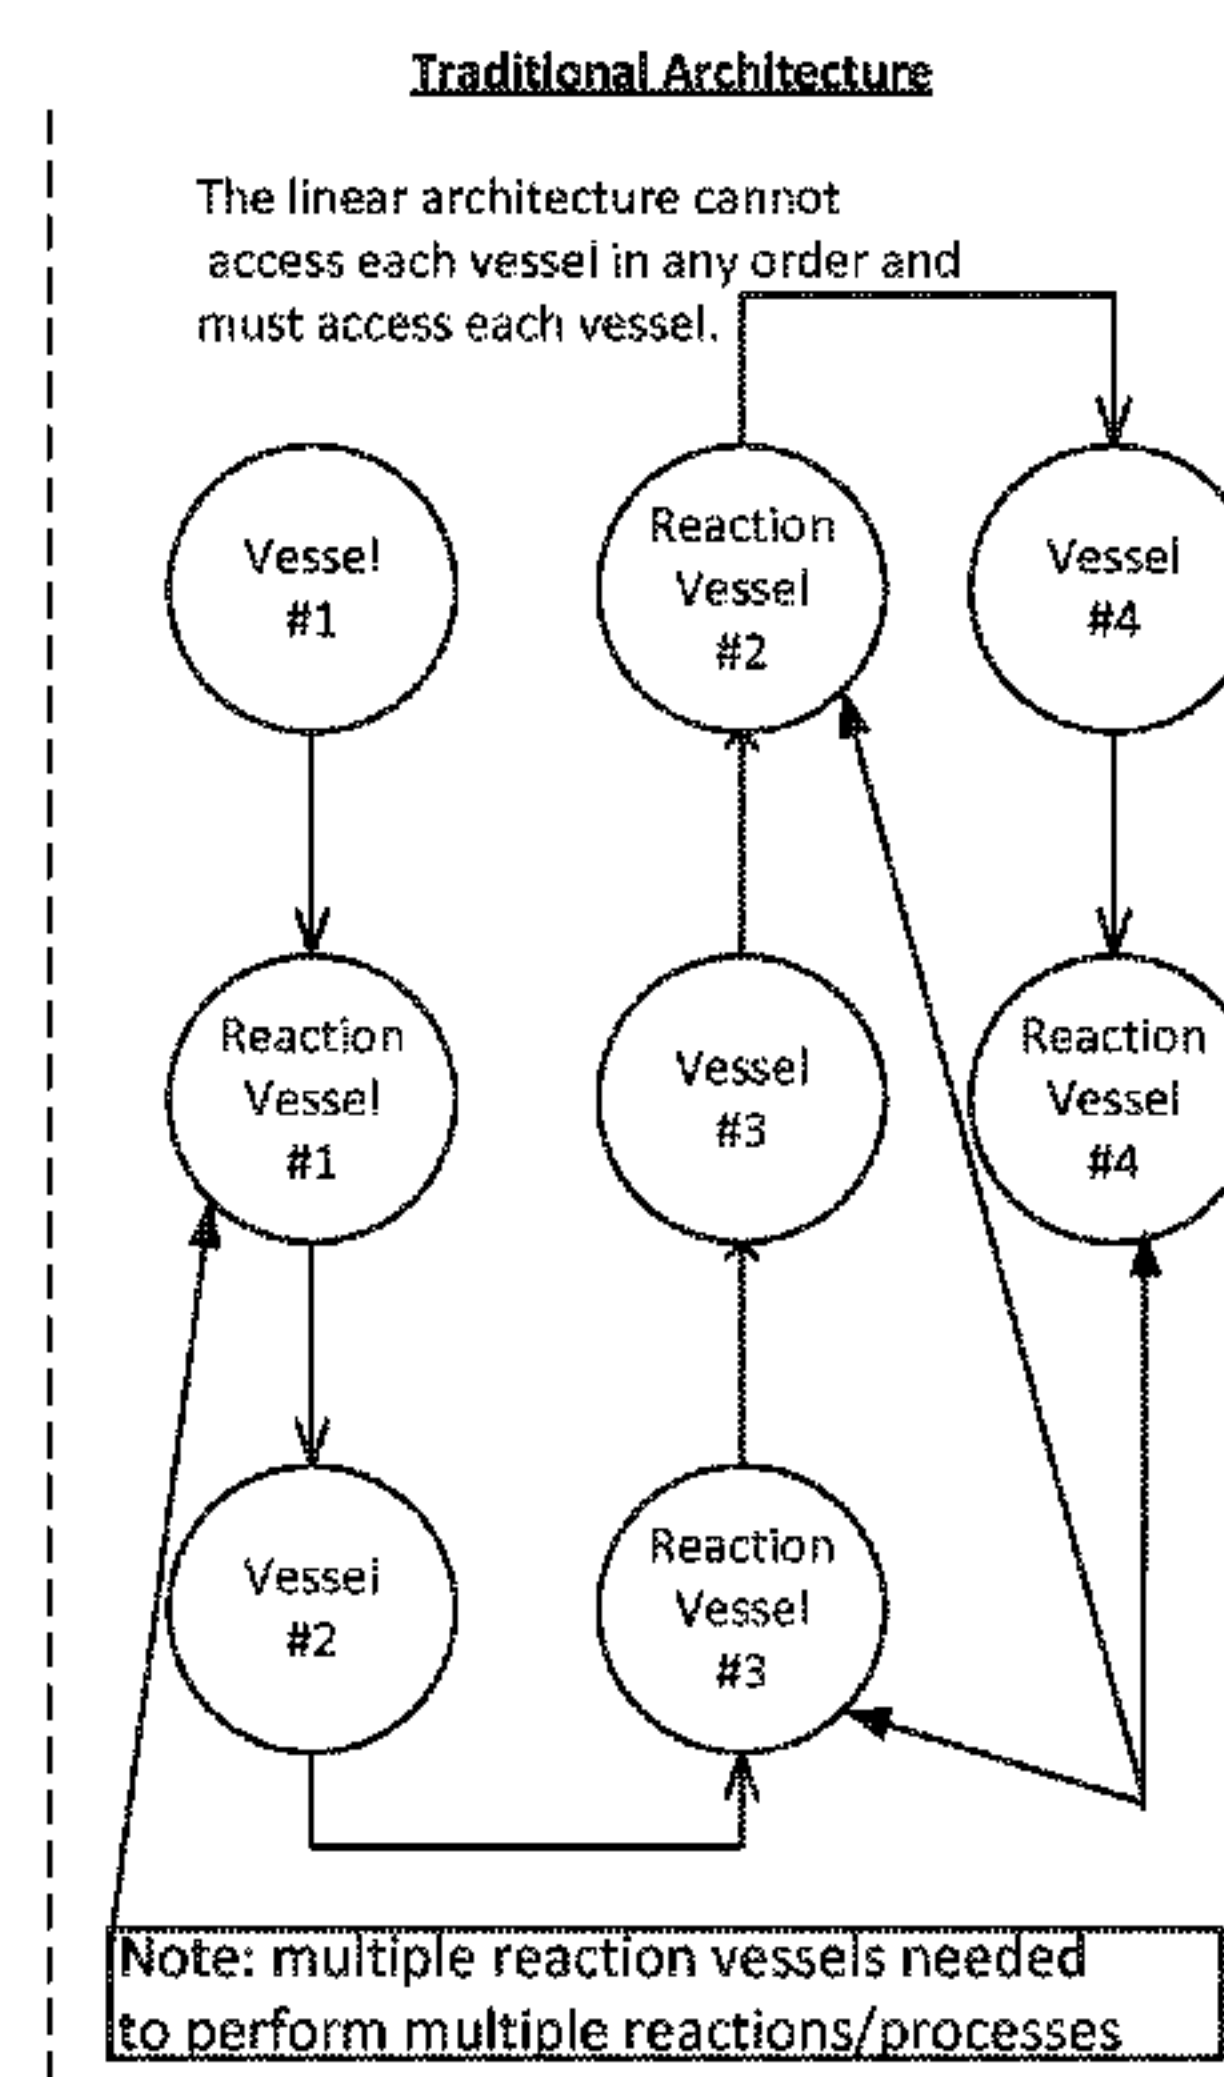 Traditional Architecture
The linear architecture cannot
access each vessel in any order and
must access each vessel.
Vessel
#1
Reaction
Vessel
#2
Vessel
#4
Reaction
Vessel
#1
Vessel
#3
Reaction
Vessel
#4
Vessel
#2
Reaction
Vessel
#3
Note: multiple reaction vessels needed
to perform multiple reactions/processes